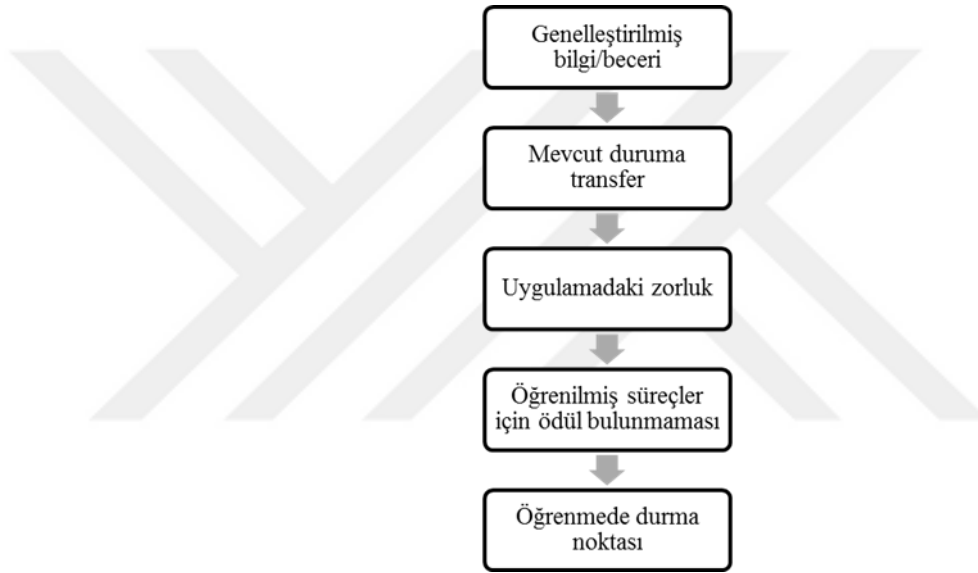 Genelleştirilmiş
bilgi/beceri
Mevcut duruma
transfer
Uygulamadaki zorluk
Öğrenilmiş süreçler
için ödül bulunmaması
Öğrenmede durma
noktası